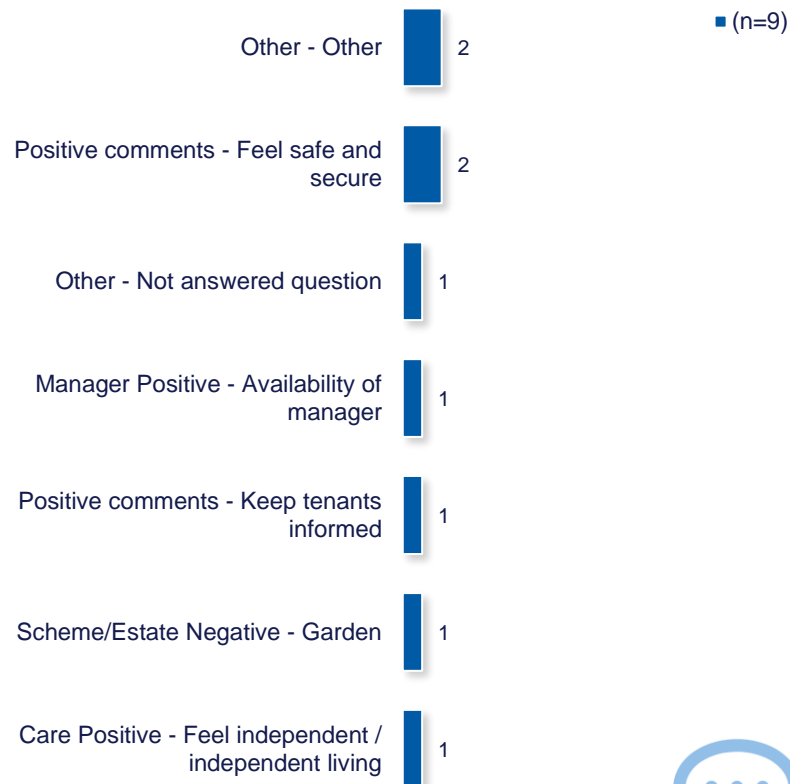 (n=9)
Other - Other 2
Positive comments - Feel safe and
secure 2
Other - Not answered question 1
Manager Positive - Availability of
manager 1
Positive comments - Keep tenants
informed 1
Scheme/Estate Negative - Garden 1
Care Positive - Feel independent /
independent living 1